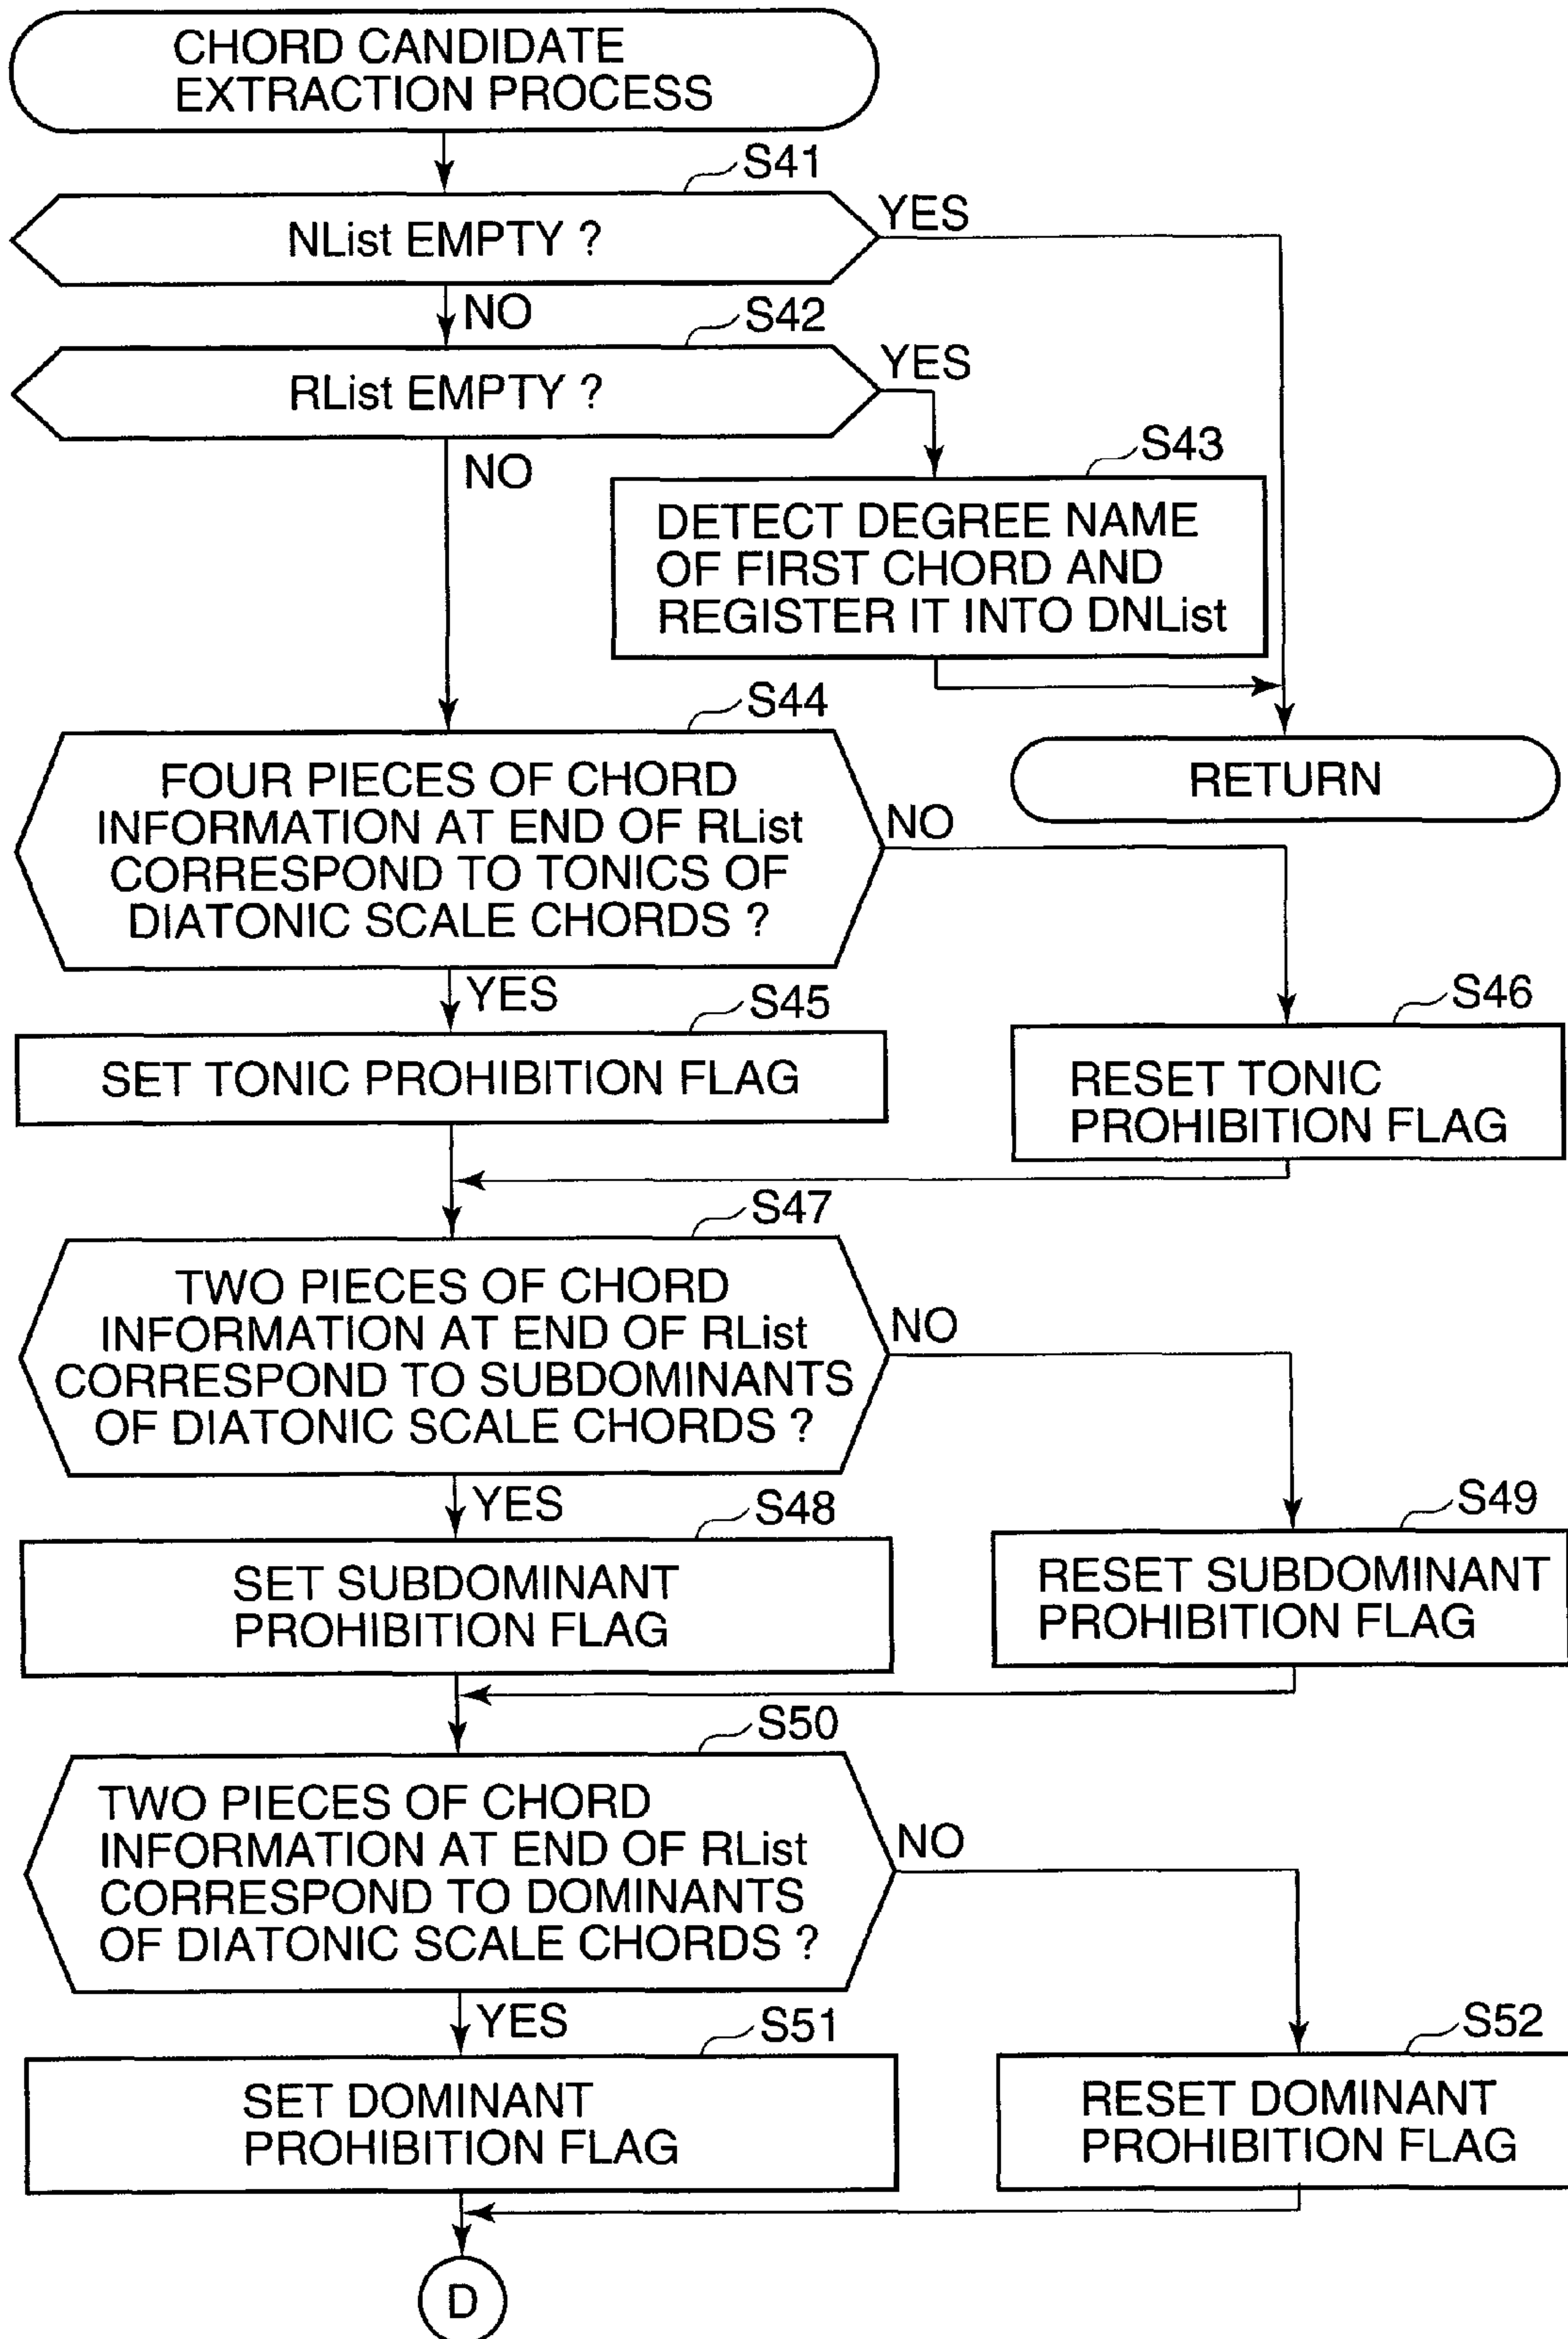 CHORD CANDIDATE
EXTRACTION PROCESS
S41
NList EMPTY ?
YES
NO
S42
RList EMPTY ?
YES
NO
S43
DETECT DEGREE NAME
OF FIRST CHORD AND
REGISTER IT INTO DNList
RETURN
S44
FOUR PIECES OF CHORD
INFORMATION AT END OF RList
CORRESPOND TO TONICS OF
DIATONIC SCALE CHORDS ?
NO
YES
S45
SET TONIC PROHIBITION FLAG
S46
RESET TONIC
PROHIBITION FLAG
S47
TWO PIECES OF CHORD
INFORMATION AT END OF RList
CORRESPOND TO SUBDOMINANTS
OF DIATONIC SCALE CHORDS ?
NO
YES
S48
SET SUBDOMINANT
PROHIBITION FLAG
S49
RESET SUBDOMINANT
PROHIBITION FLAG
S50
TWO PIECES OF CHORD
INFORMATION AT END OF RList
CORRESPOND TO DOMINANTS
OF DIATONIC SCALE CHORDS ?
NO
YES
S51
SET DOMINANT
PROHIBITION FLAG
S52
RESET DOMINANT
PROHIBITION FLAG
D